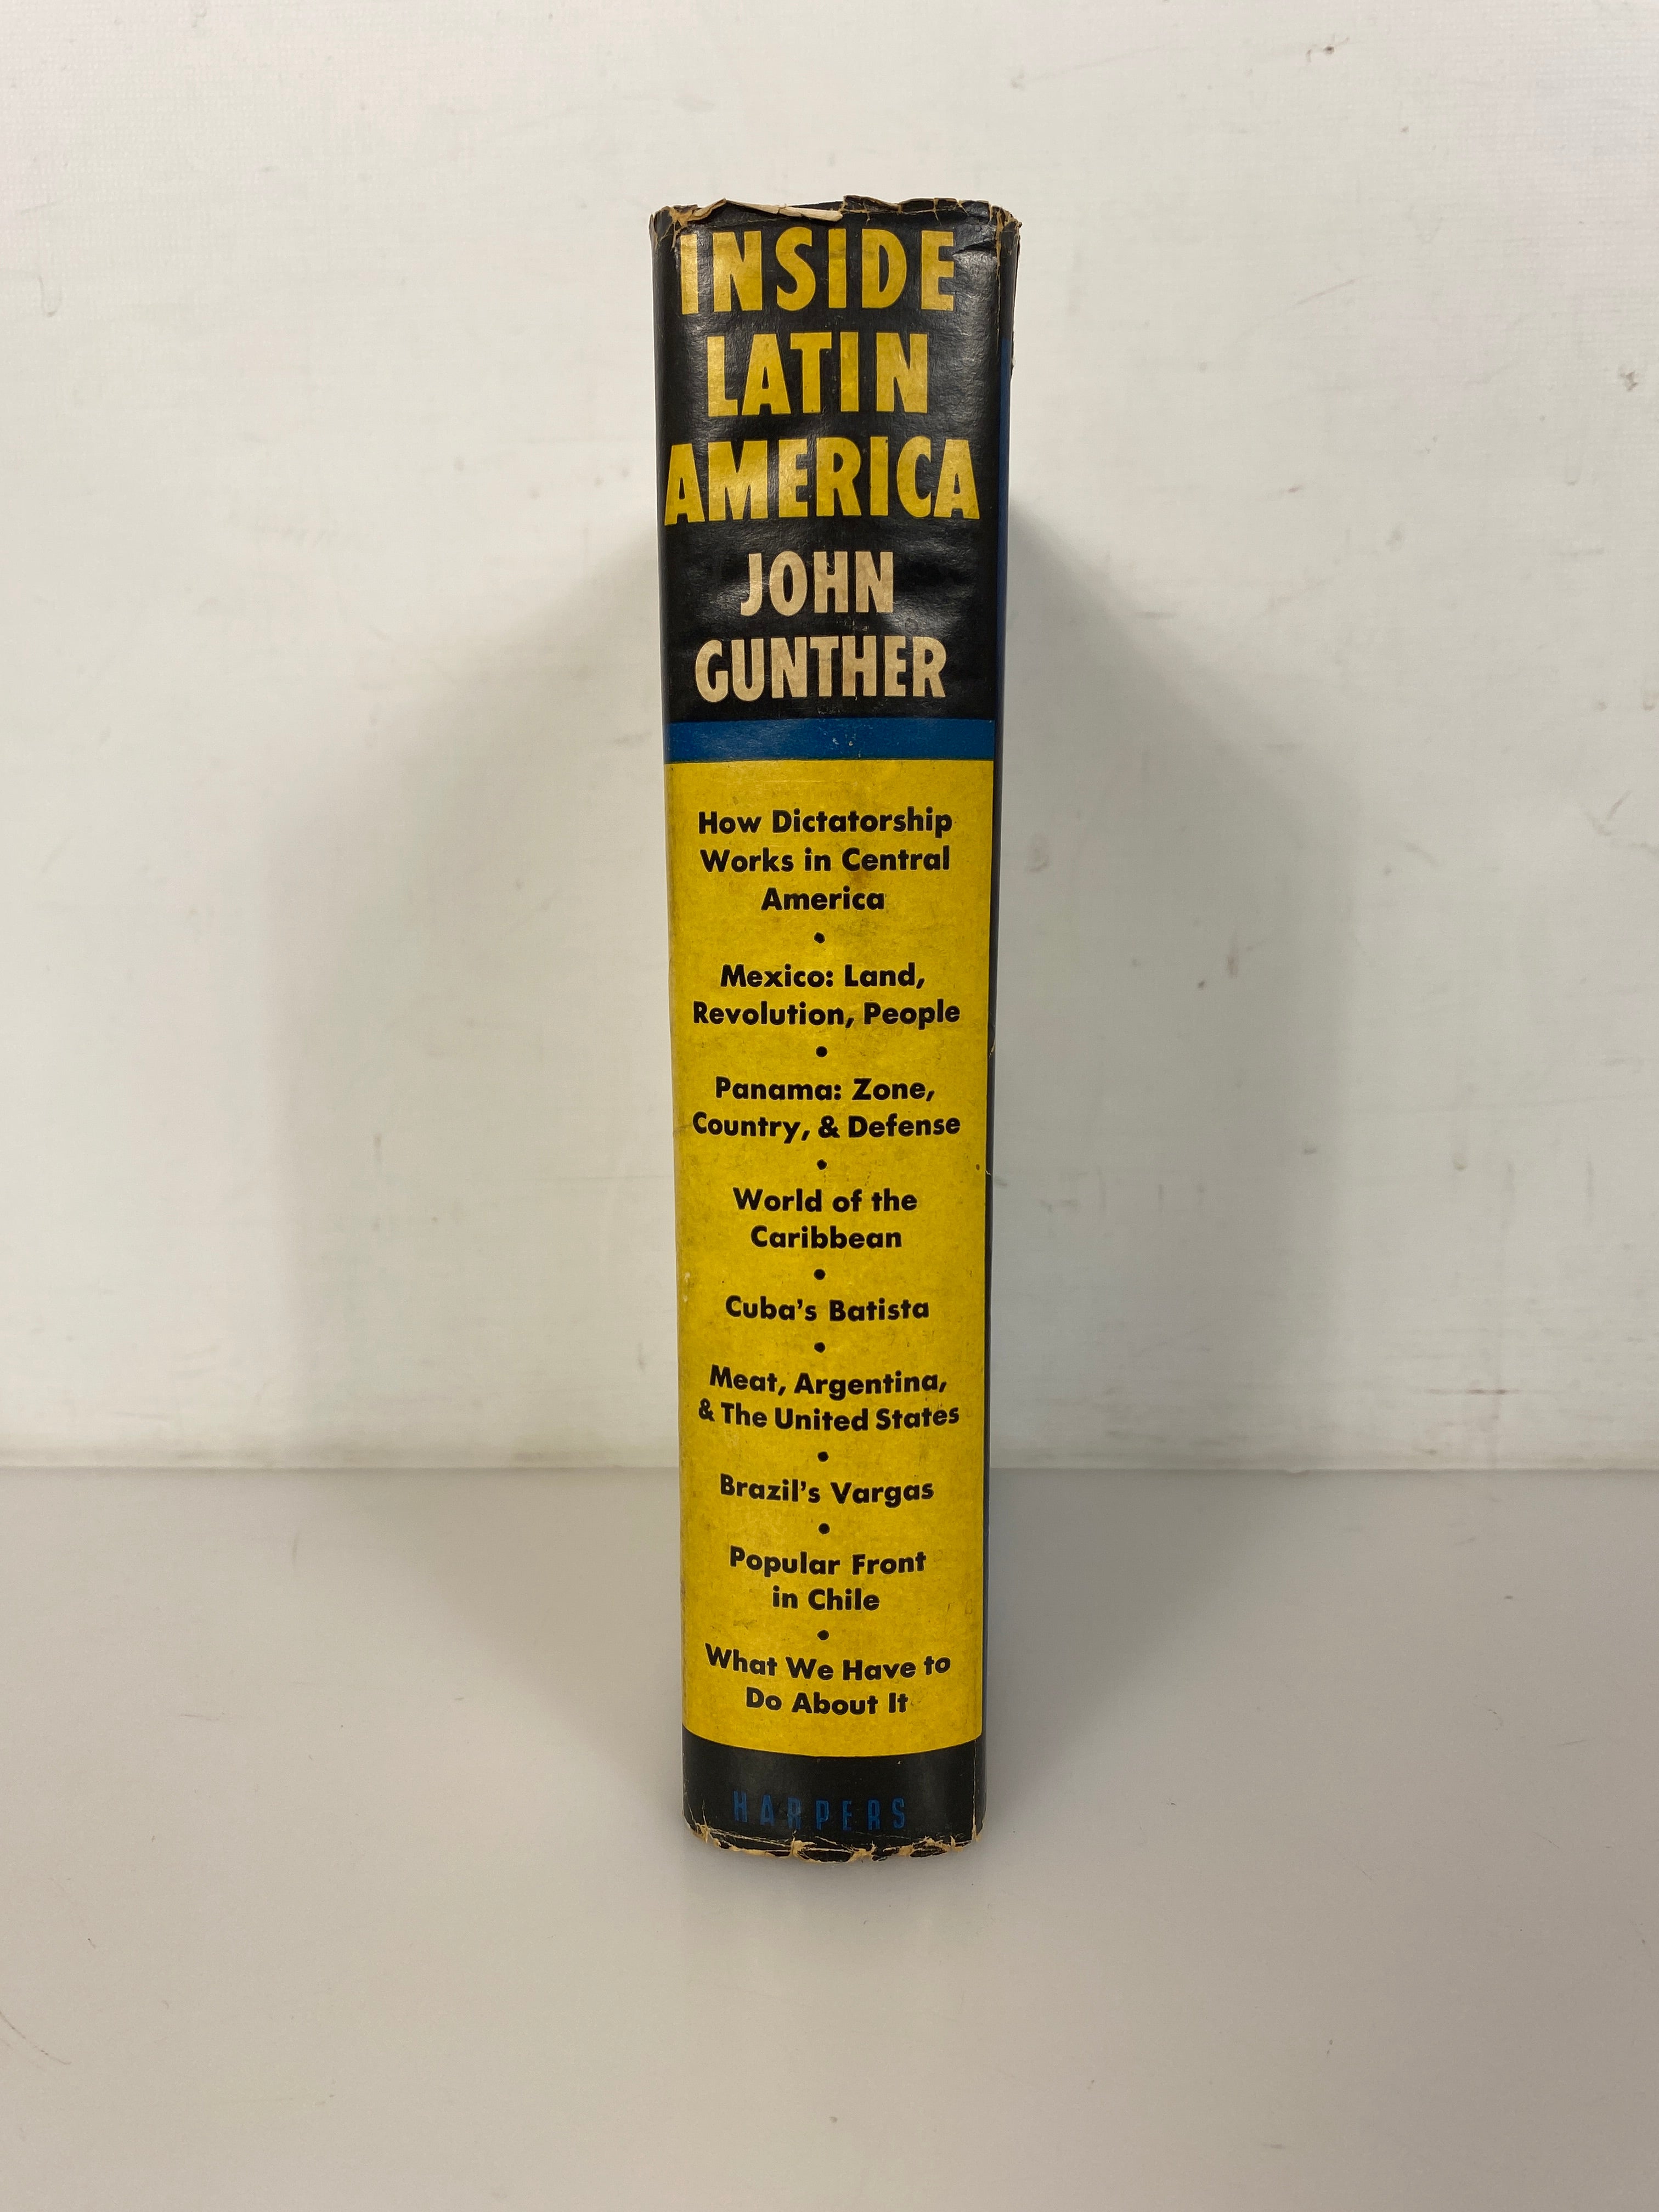 INSIDE
LATIN
AMERICA
JOHN
GUNTHER
How Dictatorship
Works in Central
America
•
Mexico: Land,
Revolution, People
•
Panama: Zone,
Country, & Defense
•
World of the
Caribbean
•
Cuba's Batista
•
Meat, Argentina,
& The United States
•
Brazil's Vargas
•
Popular Front
in Chile
•
What We Have to
Do About It
HARPERS